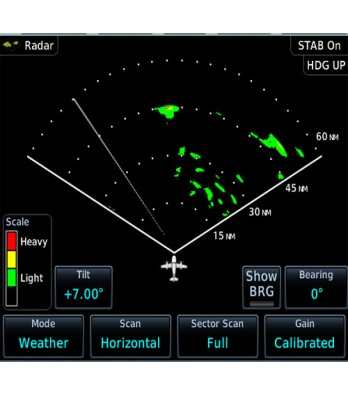 Radar
STAB On
HDG UP
60 NM
45 NM
30 NM
15 NM
Scale
Heavy
Light
Tilt
+7.00°
Show
BRG
Bearing
0°
Mode
Weather
Scan
Horizontal
Sector Scan
Full
Gain
Calibrated